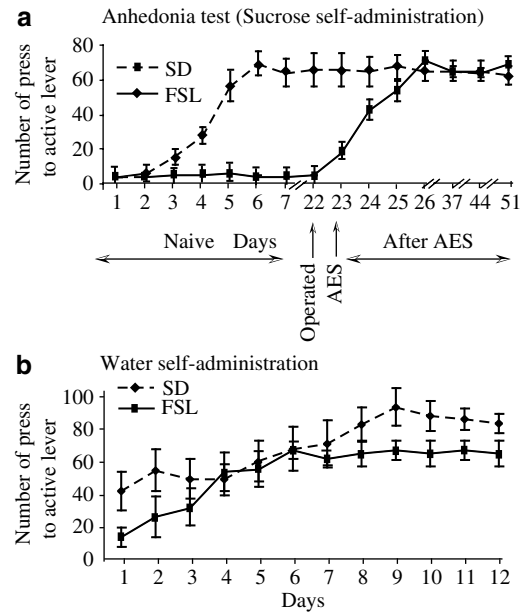 a
Anhedonia test (Sucrose self-administration)
Number of press
to active lever
80
60
40
20
0
SD
FSL
1 2 3 4 5 6 7 22 23 24 25 26 37 44 51
Naive Days
Operated
AES
After AES
b
Water self-administration
Number of press
to active lever
SD
FSL
100
80
60
40
20
0
1 2 3 4 5 6 7 8 9 10 11 12
Days